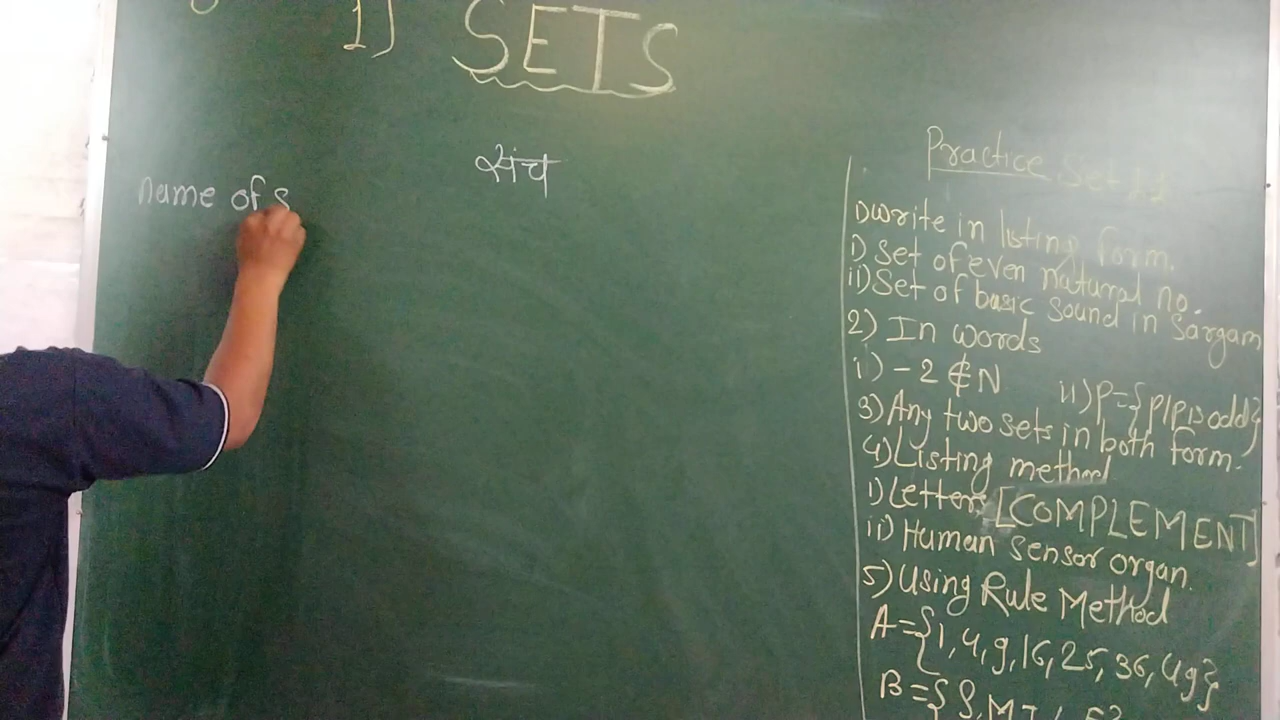 1) SETS
संच
name of s
Practice Set 1.1
1) write in listing form.
i) Set of even natural no.
ii) Set of basic sound in Sargam
2) In words
i) -2 ∉ N ii) P={P/P is odd}
3) Any two sets in both form.
4) Listing method
i) Letters [COMPLEMENT]
ii) Human Sensor organ.
5) Using Rule Method
A={1,4,9,16,25,36,49}
B={S,M,T